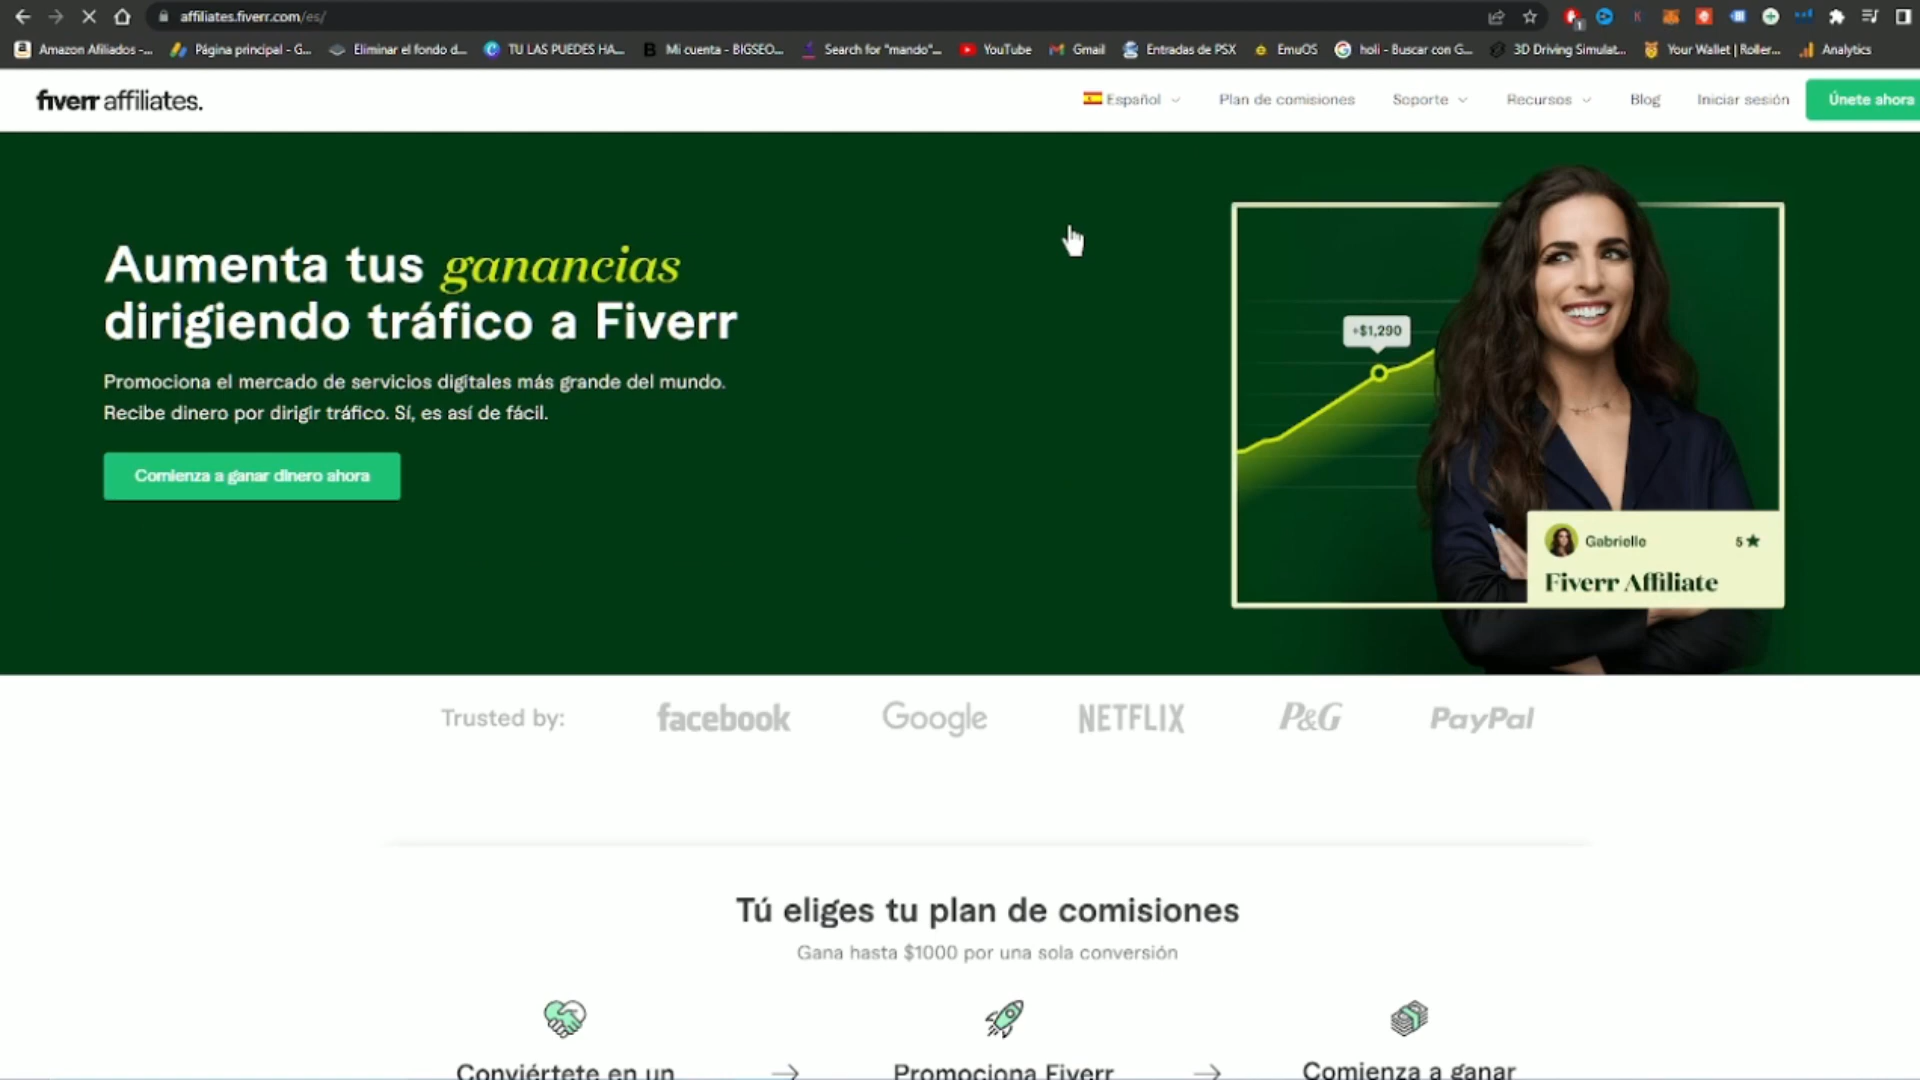 affiliates.fiverr.com/es/
Amazon Afiliados -...
Página principal - G...
Eliminar el fondo d...
TU LAS PUEDES HA...
Mi cuenta - BIGSEO...
Search for "mando"...
YouTube
Gmail
Entradas de PSX
EmuOS
holi - Buscar con G...
3D Driving Simulat...
Your Wallet | Roller...
Analytics
fiverr affiliates.
Español
Plan de comisiones
Soporte
Recursos
Blog
Iniciar sesión
Únete ahora
Aumenta tus ganancias
dirigiendo tráfico a Fiverr
Promociona el mercado de servicios digitales más grande del mundo.
Recibe dinero por dirigir tráfico. Sí, es así de fácil.
Comienza a ganar dinero ahora
+$1,290
Gabrielle
5 ★
Fiverr Affiliate
Trusted by:
facebook
Google
NETFLIX
P&G
PayPal
Tú eliges tu plan de comisiones
Gana hasta $1000 por una sola conversión
Conviértete en un
Promociona Fiverr
Comienza a ganar